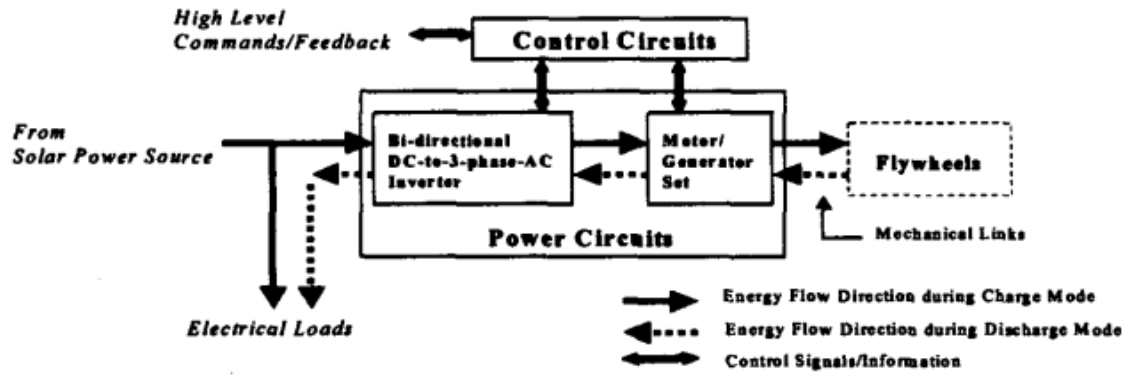 High Level
Commands/Feedback
Control Circuits
From
Solar Power Source
Bi-directional
DC-to-3-phase-AC
Inverter
Motor/
Generator
Set
Flywheels
Power Circuits
Mechanical Links
Electrical Loads
Energy Flow Direction during Charge Mode
Energy Flow Direction during Discharge Mode
Control Signals/Information